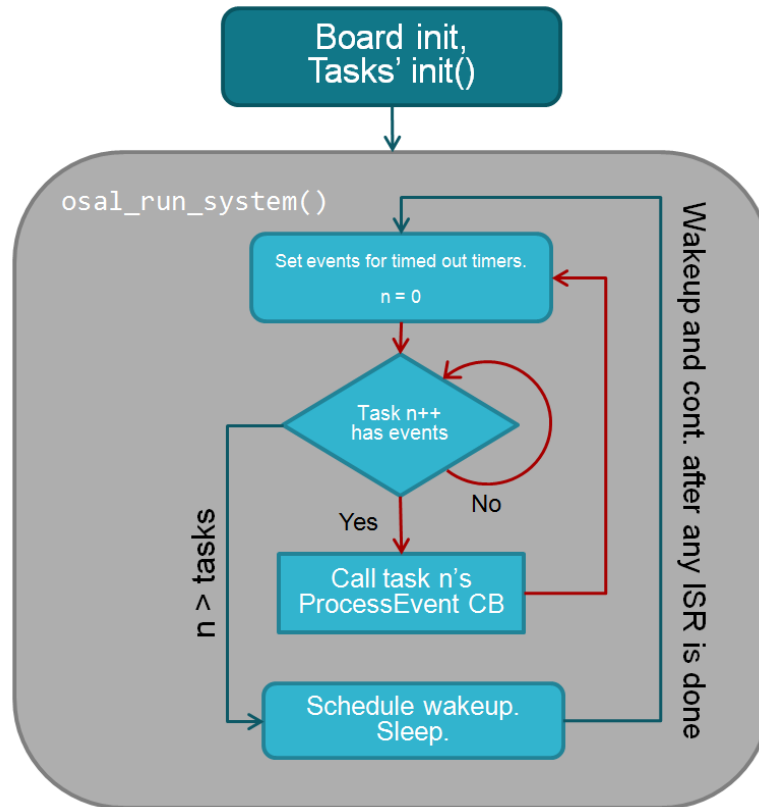 Board init,
Tasks' init()
osal_run_system()
Set events for timed out timers.
n = 0
Task n++
has events
No
Yes
Call task n's
ProcessEvent CB
n > tasks
Schedule wakeup.
Sleep.
Wakeup and cont. after any ISR is done